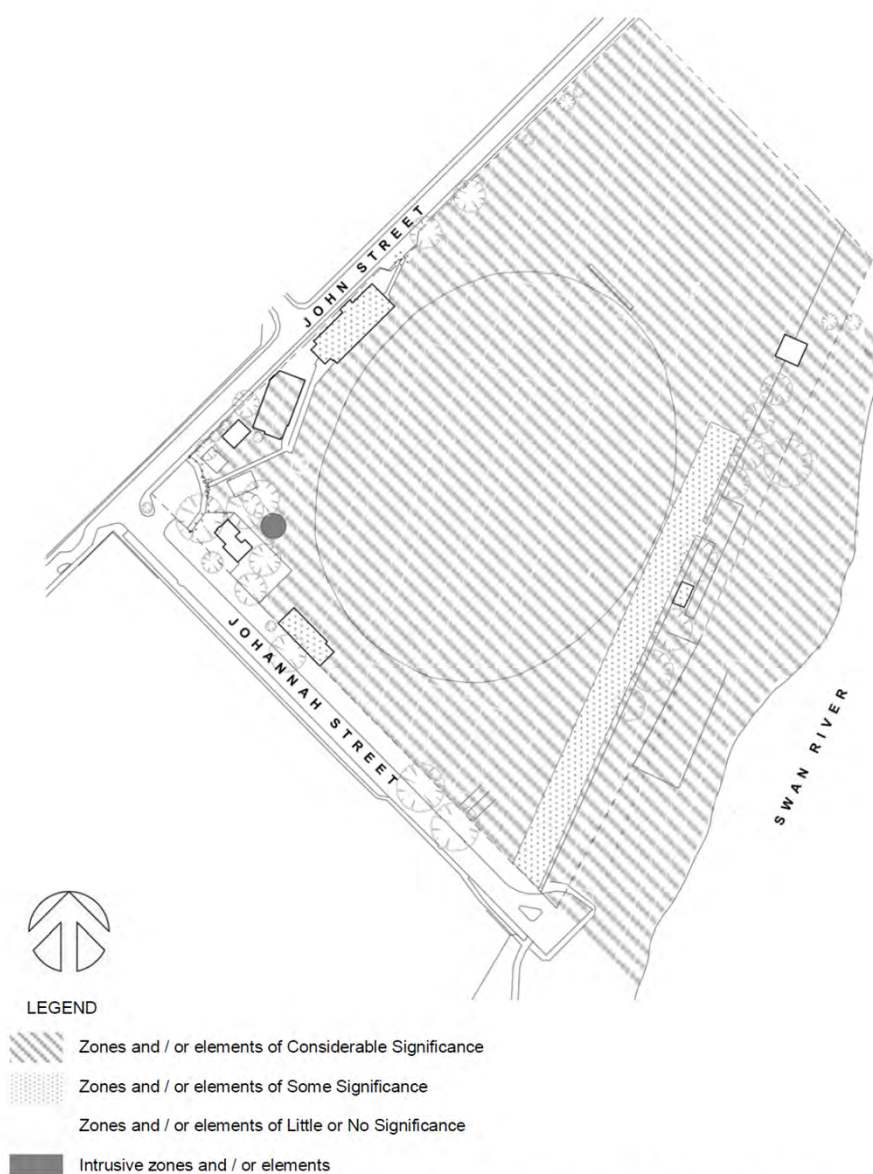 JOHN STREET
JOHANNAH STREET
SWAN RIVER
LEGEND
Zones and / or elements of Considerable Significance
Zones and / or elements of Some Significance
Zones and / or elements of Little or No Significance
Intrusive zones and / or elements